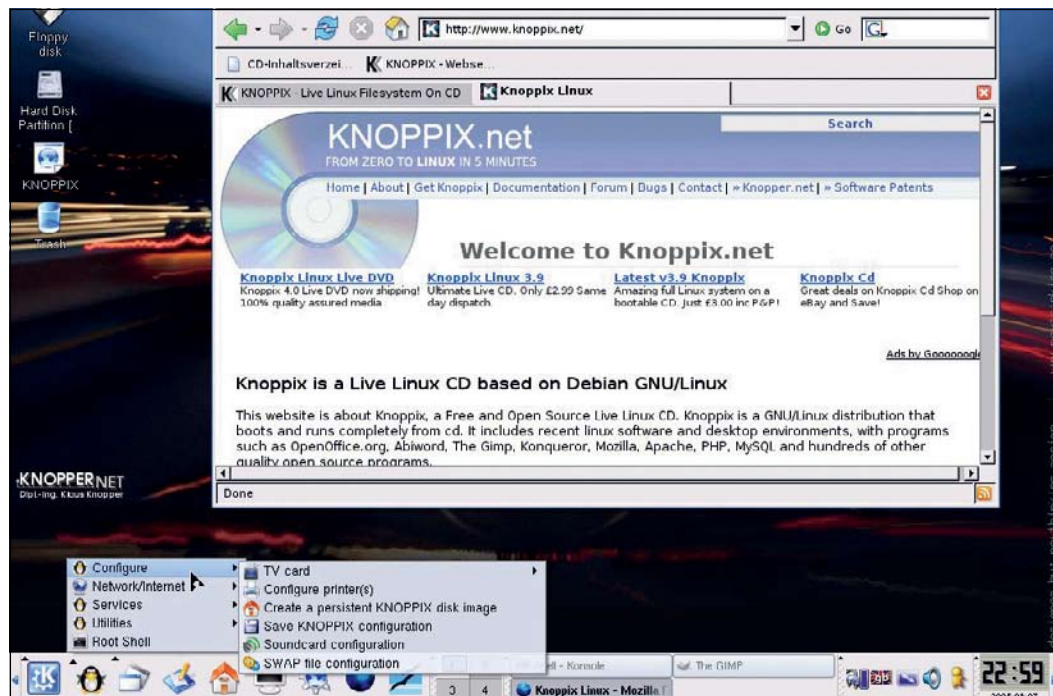 Floppy
disk
Hard Disk
Partition [
KNOPPIX
Trash
http://www.knoppix.net/
Go
G
CD-Inhaltsverzei...
KNOPPIX - Webse...
KNOPPIX - Live Linux Filesystem On CD
Knoppix Linux
KNOPPIX.net
FROM ZERO TO LINUX IN 5 MINUTES
Search
Home | About | Get Knoppix | Documentation | Forum | Bugs | Contact | » Knopper.net | » Software Patents
Welcome to Knoppix.net
Knoppix Linux Live DVD
Knoppix 4.0 Live DVD now shipping!
100% quality assured media
Knoppix Linux 3.9
Ultimate Live CD. Only £2.99 Same
day dispatch
Latest v3.9 Knoppix
Amazing full Linux system on a
bootable CD. Just £3.00 inc P&P!
Knoppix Cd
Great deals on Knoppix Cd Shop on
eBay and Save!
Ads by Goooooogle
Knoppix is a Live Linux CD based on Debian GNU/Linux
This website is about Knoppix, a Free and Open Source Live Linux CD. Knoppix is a GNU/Linux distribution that
boots and runs completely from cd. It includes recent linux software and desktop environments, with programs
such as OpenOffice.org, Abiword, The Gimp, Konqueror, Mozilla, Apache, PHP, MySQL and hundreds of other
quality open source programs.
Done
KNOPPER.NET
Dipl.-Ing. Klaus Knopper
Configure
Network/Internet
Services
Utilities
Root Shell
TV card
Configure printer(s)
Create a persistent KNOPPIX disk image
Save KNOPPIX configuration
Soundcard configuration
SWAP file configuration
3 4
- Konsole
The GIMP
Knoppix Linux - Mozilla
22:59